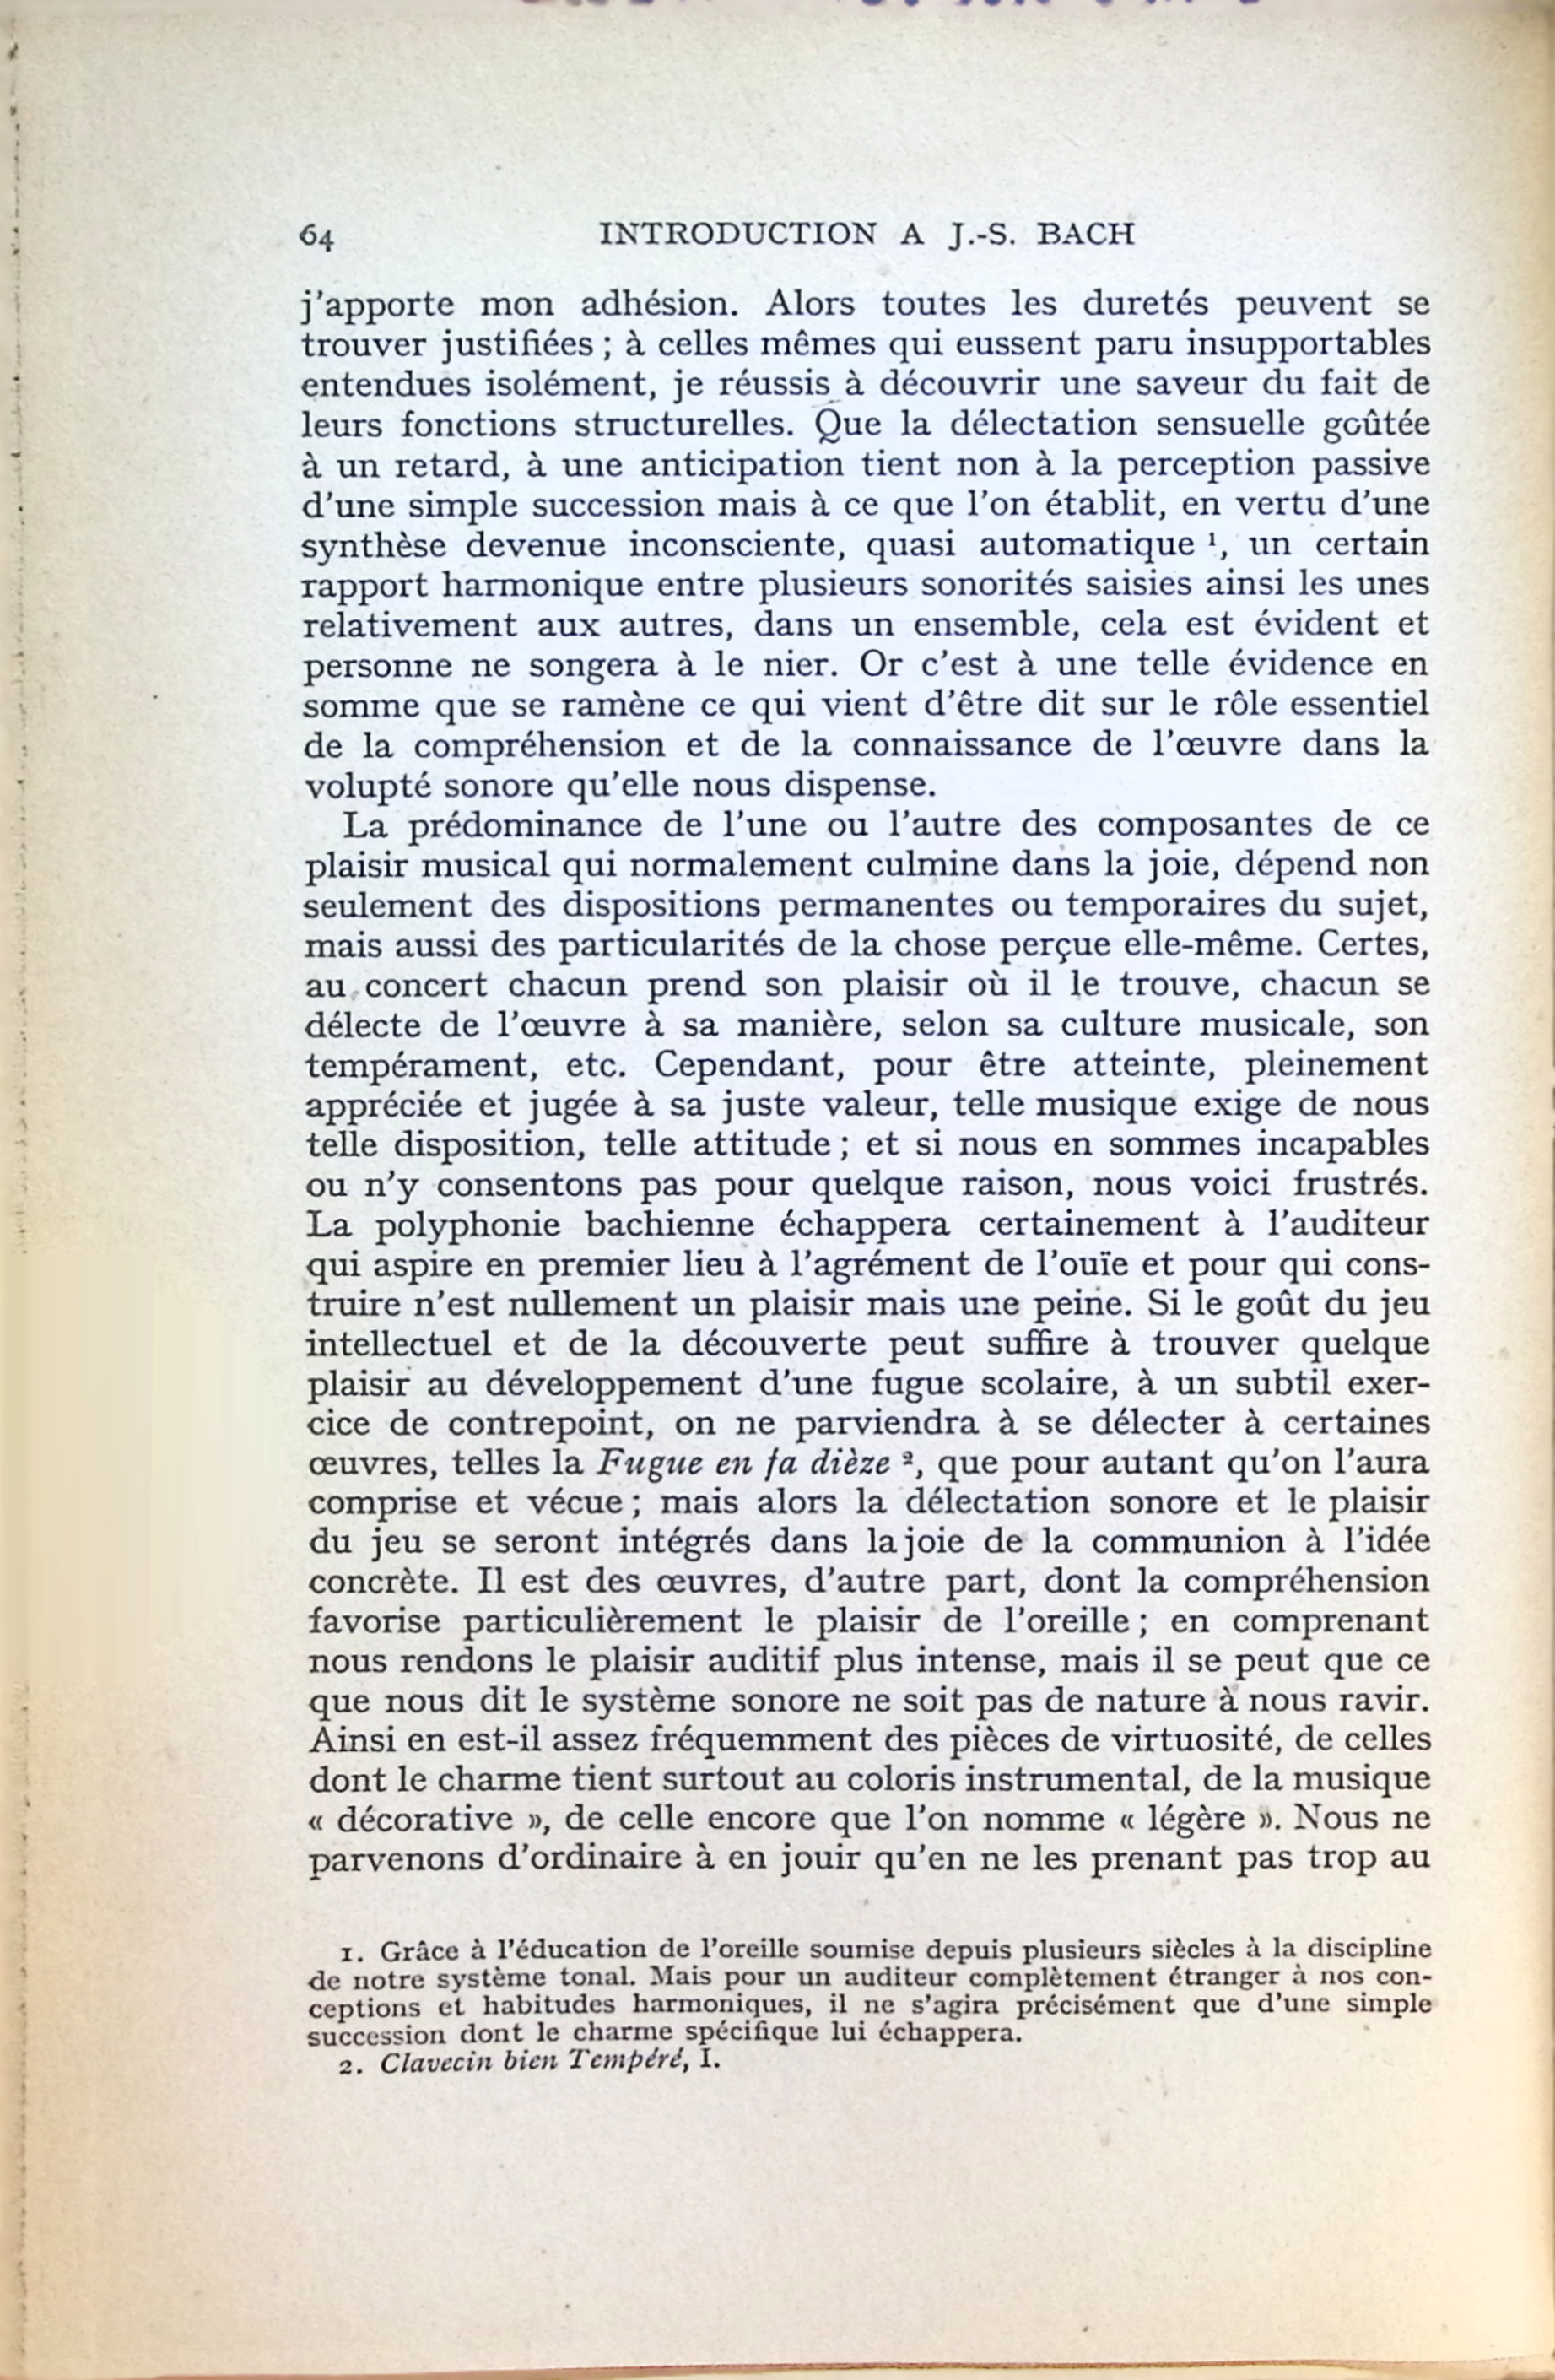 64 INTRODUCTION A J.-S. BACH
j'apporte mon adhésion. Alors toutes les duretés peuvent se
trouver justifiées ; à celles mêmes qui eussent paru insupportables
entendues isolément, je réussis à découvrir une saveur du fait de
leurs fonctions structurelles. Que la délectation sensuelle goûtée
à un retard, à une anticipation tient non à la perception passive
d'une simple succession mais à ce que l'on établit, en vertu d'une
synthèse devenue inconsciente, quasi automatique ¹, un certain
rapport harmonique entre plusieurs sonorités saisies ainsi les unes
relativement aux autres, dans un ensemble, cela est évident et
personne ne songera à le nier. Or c'est à une telle évidence en
somme que se ramène ce qui vient d'être dit sur le rôle essentiel
de la compréhension et de la connaissance de l'œuvre dans la
volupté sonore qu'elle nous dispense.
La prédominance de l'une ou l'autre des composantes de ce
plaisir musical qui normalement culmine dans la joie, dépend non
seulement des dispositions permanentes ou temporaires du sujet,
mais aussi des particularités de la chose perçue elle-même. Certes,
au concert chacun prend son plaisir où il le trouve, chacun se
délecte de l'œuvre à sa manière, selon sa culture musicale, son
tempérament, etc. Cependant, pour être atteinte, pleinement
appréciée et jugée à sa juste valeur, telle musique exige de nous
telle disposition, telle attitude ; et si nous en sommes incapables
ou n'y consentons pas pour quelque raison, nous voici frustrés.
La polyphonie bachienne échappera certainement à l'auditeur
qui aspire en premier lieu à l'agrément de l'ouïe et pour qui cons-
truire n'est nullement un plaisir mais une peine. Si le goût du jeu
intellectuel et de la découverte peut suffire à trouver quelque
plaisir au développement d'une fugue scolaire, à un subtil exer-
cice de contrepoint, on ne parviendra à se délecter à certaines
œuvres, telles la Fugue en fa dièze ², que pour autant qu'on l'aura
comprise et vécue ; mais alors la délectation sonore et le plaisir
du jeu se seront intégrés dans la joie de la communion à l'idée
concrète. Il est des œuvres, d'autre part, dont la compréhension
favorise particulièrement le plaisir de l'oreille ; en comprenant
nous rendons le plaisir auditif plus intense, mais il se peut que ce
que nous dit le système sonore ne soit pas de nature à nous ravir.
Ainsi en est-il assez fréquemment des pièces de virtuosité, de celles
dont le charme tient surtout au coloris instrumental, de la musique
« décorative », de celle encore que l'on nomme « légère ». Nous ne
parvenons d'ordinaire à en jouir qu'en ne les prenant pas trop au
1. Grâce à l'éducation de l'oreille soumise depuis plusieurs siècles à la discipline
de notre système tonal. Mais pour un auditeur complètement étranger à nos con-
ceptions et habitudes harmoniques, il ne s'agira précisément que d'une simple
succession dont le charme spécifique lui échappera.
2. Clavecin bien Tempéré, I.